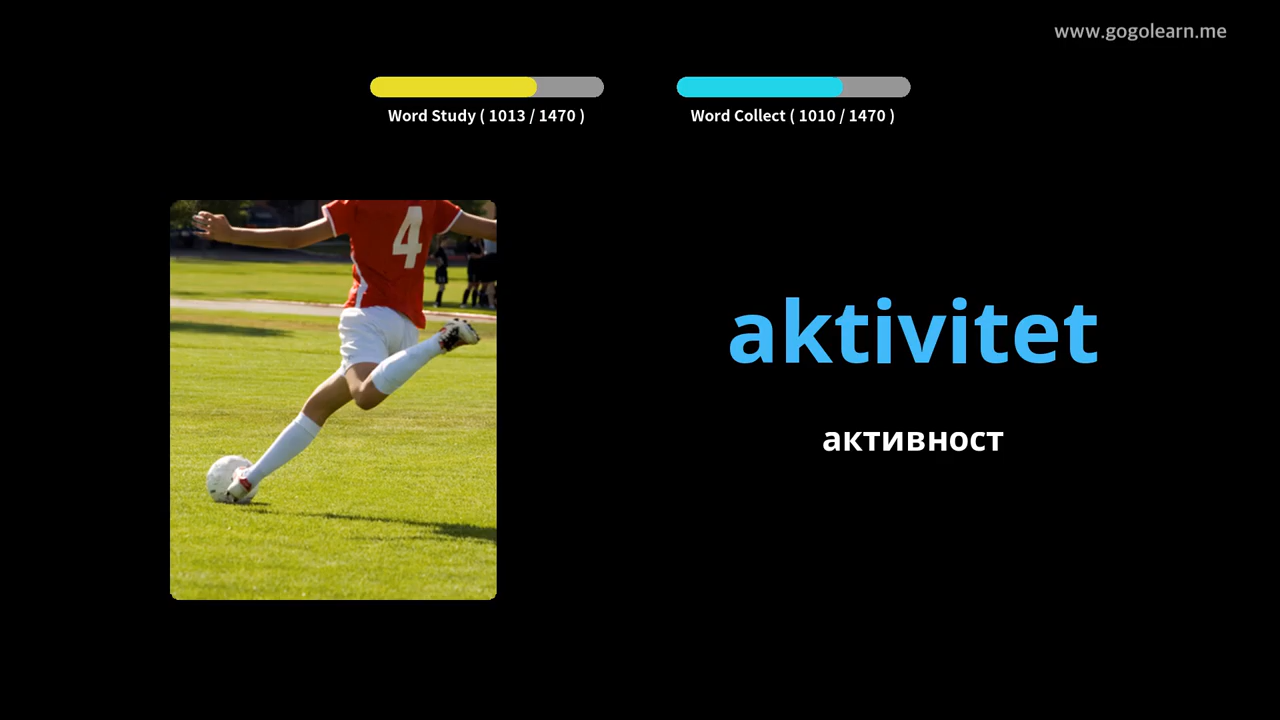 www.gogolearn.me
Word Study ( 1013 / 1470 )
Word Collect ( 1010 / 1470 )
4
aktivitet
активност